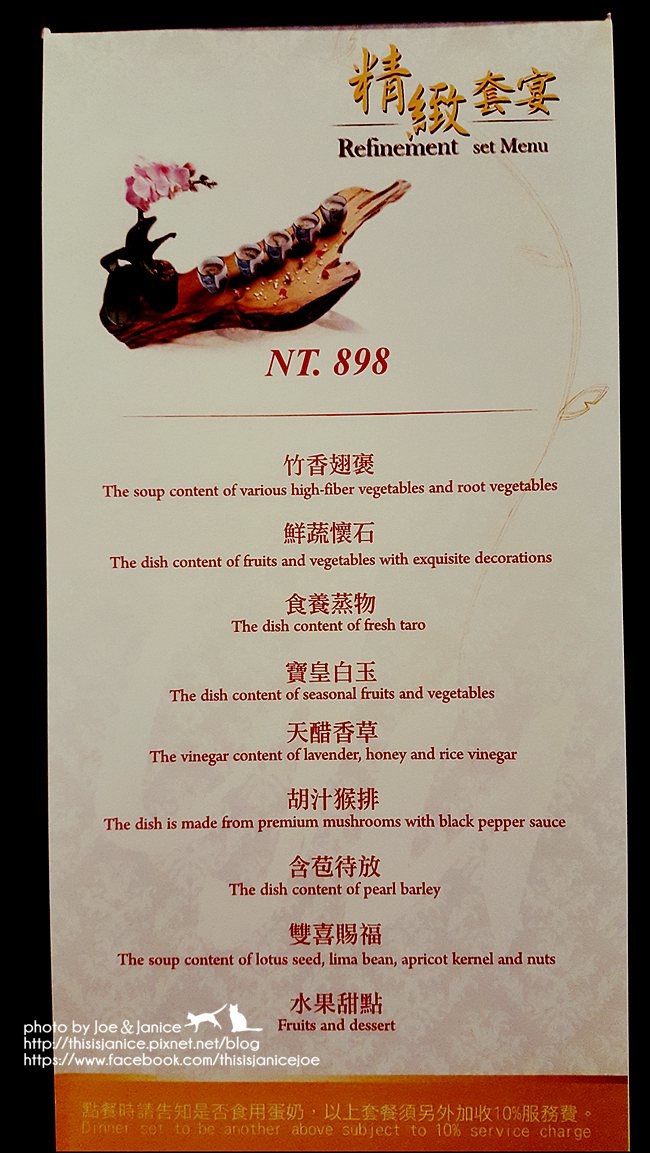 精緻套宴
Refinement set Menu
NT. 898
竹香翅褒
The soup content of various high-fiber vegetables and root vegetables
鮮蔬懷石
The dish content of fruits and vegetables with exquisite decorations
食養蒸物
The dish content of fresh taro
寶皇白玉
The dish content of seasonal fruits and vegetables
天醋香草
The vinegar content of lavender, honey and rice vinegar
胡汁猴排
The dish is made from premium mushrooms with black pepper sauce
含苞待放
The dish content of pearl barley
雙喜賜福
The soup content of lotus seed, lima bean, apricot kernel and nuts
水果甜點
Fruits and dessert
photo by Joe & Janice
http://thisisjanice.pixnet.net/blog
https://www.facebook.com/thisisjanicejoe
點餐時請告知是否食用蛋奶，以上套餐須另外加收10%服務費。
Dinner set to be another above subject to 10% service charge